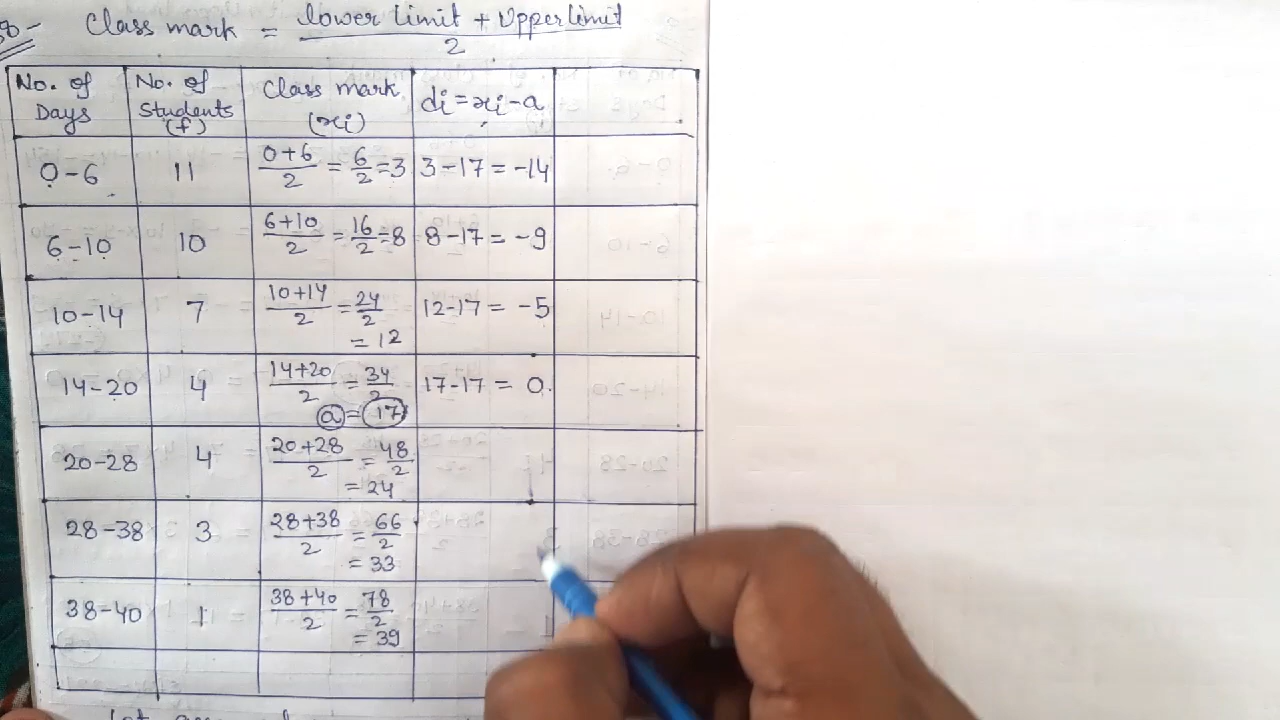 Class mark = lower limit + Upper limit
2
No. of Days No. of Students (f) Class mark (xi) di = xi - a
0-6 11 0+6/2 = 6/2 = 3 3-17 = -14
6-10 10 6+10/2 = 16/2 = 8 8-17 = -9
10-14 7 10+14/2 = 24/2 = 12 12-17 = -5
14-20 4 14+20/2 = 34/2 a = 17 17-17 = 0
20-28 4 20+28/2 = 48/2 = 24
28-38 3 28+38/2 = 66/2 = 33
38-40 1 38+40/2 = 78/2 = 39